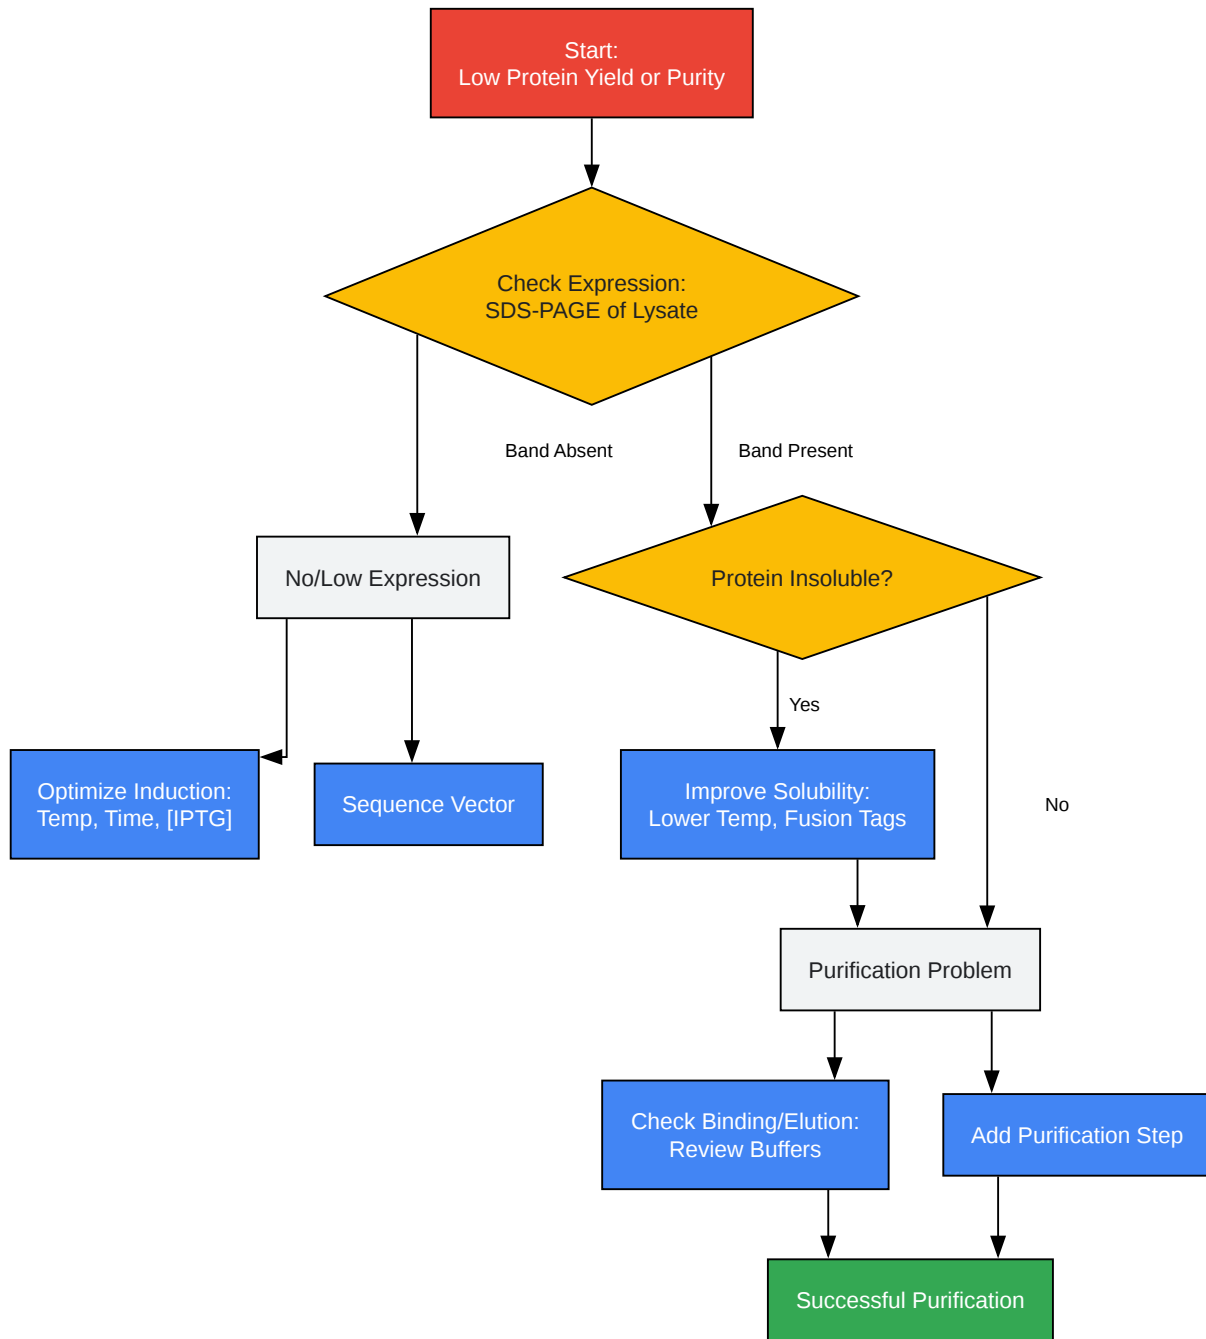 Start:
Low Protein Yield or Purity
Check Expression:
SDS-PAGE of Lysate
Band Absent
Band Present
No/Low Expression
Protein Insoluble?
Yes
Optimize Induction:
Temp, Time, [IPTG]
Sequence Vector
Improve Solubility:
Lower Temp, Fusion Tags
No
Purification Problem
Check Binding/Elution:
Review Buffers
Add Purification Step
Successful Purification